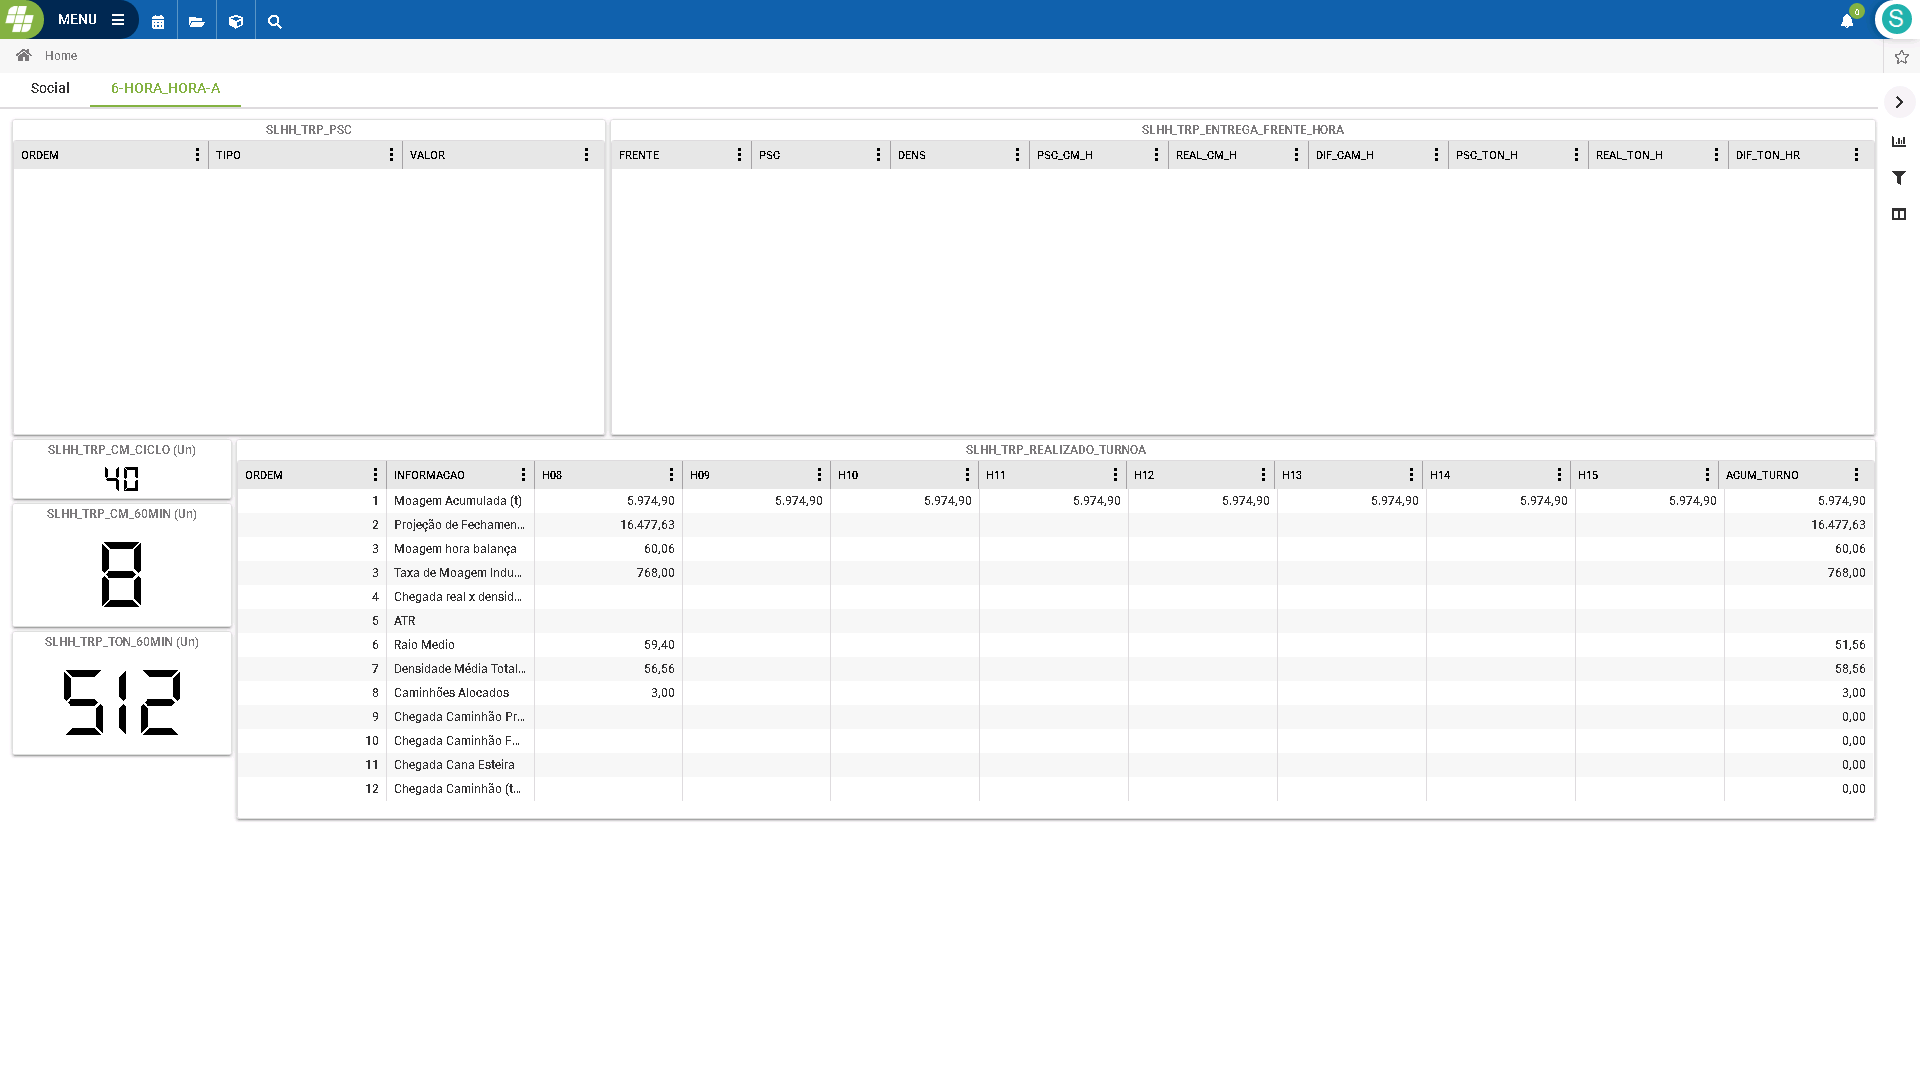 MENU
0
S
Home
Social 6-HORA_HORA-A
SLHH_TRP_PSC
ORDEM TIPO VALOR
SLHH_TRP_ENTREGA_FRENTE_HORA
FRENTE PSC DENS PSC_CM_H REAL_CM_H DIF_CAM_H PSC_TON_H REAL_TON_H DIF_TON_HR
SLHH_TRP_CM_CICLO (Un)
40
SLHH_TRP_CM_60MIN (Un)
8
SLHH_TRP_TON_60MIN (Un)
512
SLHH_TRP_REALIZADO_TURNOA
ORDEM INFORMACAO H08 H09 H10 H11 H12 H13 H14 H15 ACUM_TURNO
1 Moagem Acumulada (t) 5.974,90 5.974,90 5.974,90 5.974,90 5.974,90 5.974,90 5.974,90 5.974,90 5.974,90
2 Projeção de Fechamen... 16.477,63 16.477,63
3 Moagem hora balança 60,06 60,06
3 Taxa de Moagem Indu... 768,00 768,00
4 Chegada real x densid...
5 ATR
6 Raio Medio 59,40 51,56
7 Densidade Média Total... 56,56 58,56
8 Caminhões Alocados 3,00 3,00
9 Chegada Caminhão Pr... 0,00
10 Chegada Caminhão F... 0,00
11 Chegada Cana Esteira 0,00
12 Chegada Caminhão (t... 0,00